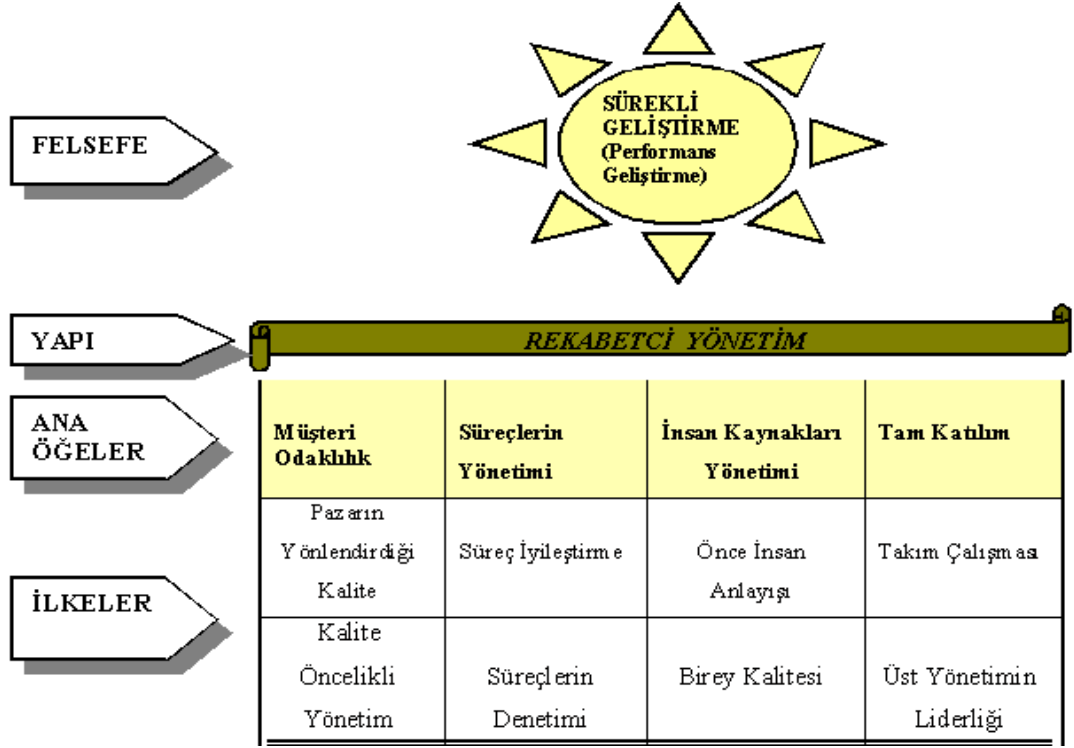 FELSEFE
SÜREKLİ
GELİŞTİRME
(Performans
Geliştirme)
YAPI
REKABETCİ YÖNETİM
ANA
ÖĞELER
Müşteri
Odaklılık
Süreçlerin
Yönetimi
İnsan Kaynakları
Yönetimi
Tam Katılım
İLKELER
Pazarın
Yönlendirdiği
Kalite
Süreç İyileştirme
Önce İnsan
Anlayışı
Takım Çalışması
Kalite
Öncelikli
Yönetim
Süreçlerin
Denetimi
Birey Kalitesi
Üst Yönetimin
Liderliği